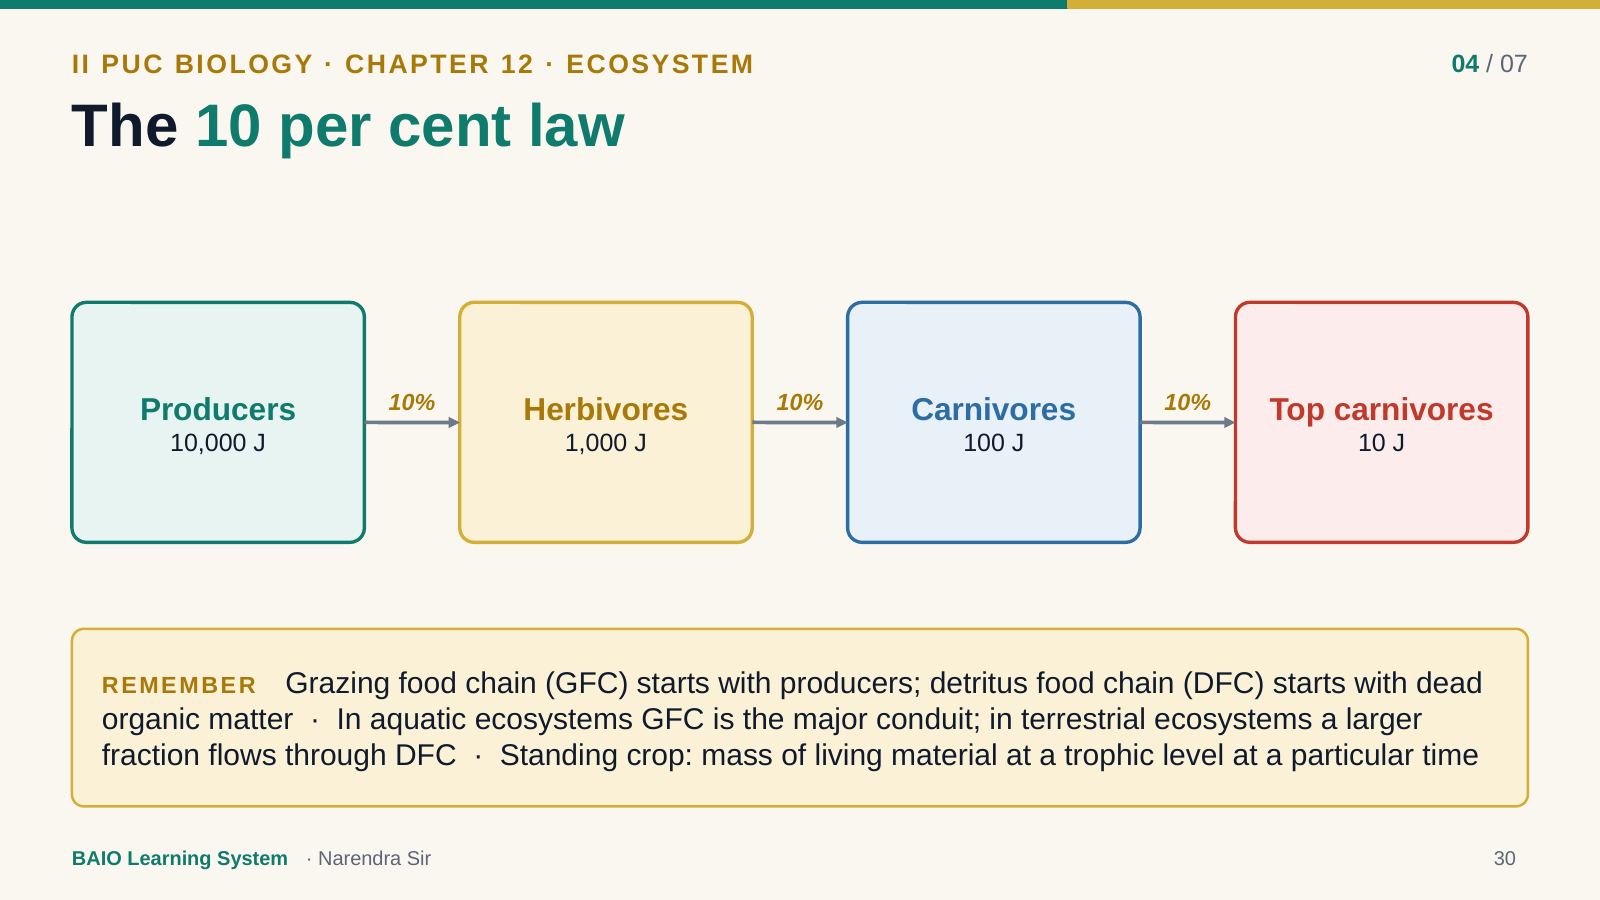 II PUC BIOLOGY · CHAPTER 12 · ECOSYSTEM
04 / 07
The 10 per cent law
Producers
10,000 J
10%
Herbivores
1,000 J
10%
Carnivores
100 J
10%
Top carnivores
10 J
REMEMBER Grazing food chain (GFC) starts with producers; detritus food chain (DFC) starts with dead
organic matter · In aquatic ecosystems GFC is the major conduit; in terrestrial ecosystems a larger
fraction flows through DFC · Standing crop: mass of living material at a trophic level at a particular time
BAIO Learning System · Narendra Sir
30